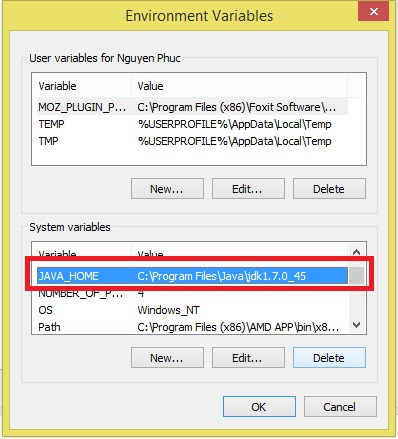 Environment Variables
User variables for Nguyen Phuc
Variable Value
MOZ_PLUGIN_P... C:\Program Files (x86)\Foxit Software\...
TEMP %USERPROFILE%\AppData\Local\Temp
TMP %USERPROFILE%\AppData\Local\Temp
New... Edit... Delete
System variables
Variable Value
JAVA_HOME C:\Program Files\Java\jdk1.7.0_45
NUMBER_OF_P... 4
OS Windows_NT
Path C:\Program Files (x86)\AMD APP\bin\x8...
New... Edit... Delete
OK Cancel